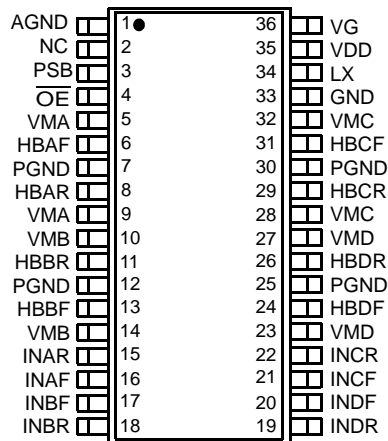 AGND 1 36 VG
NC 2 35 VDD
PSB 3 34 LX
OE 4 33 GND
VMA 5 32 VMC
HBAF 6 31 HBCF
PGND 7 30 PGND
HBAR 8 29 HBCR
VMA 9 28 VMC
VMB 10 27 VMD
HBBR 11 26 HBDR
PGND 12 25 PGND
HBBF 13 24 HBDF
VMB 14 23 VMD
INAR 15 22 INCR
INAF 16 21 INCF
INBF 17 20 INDF
INBR 18 19 INDR